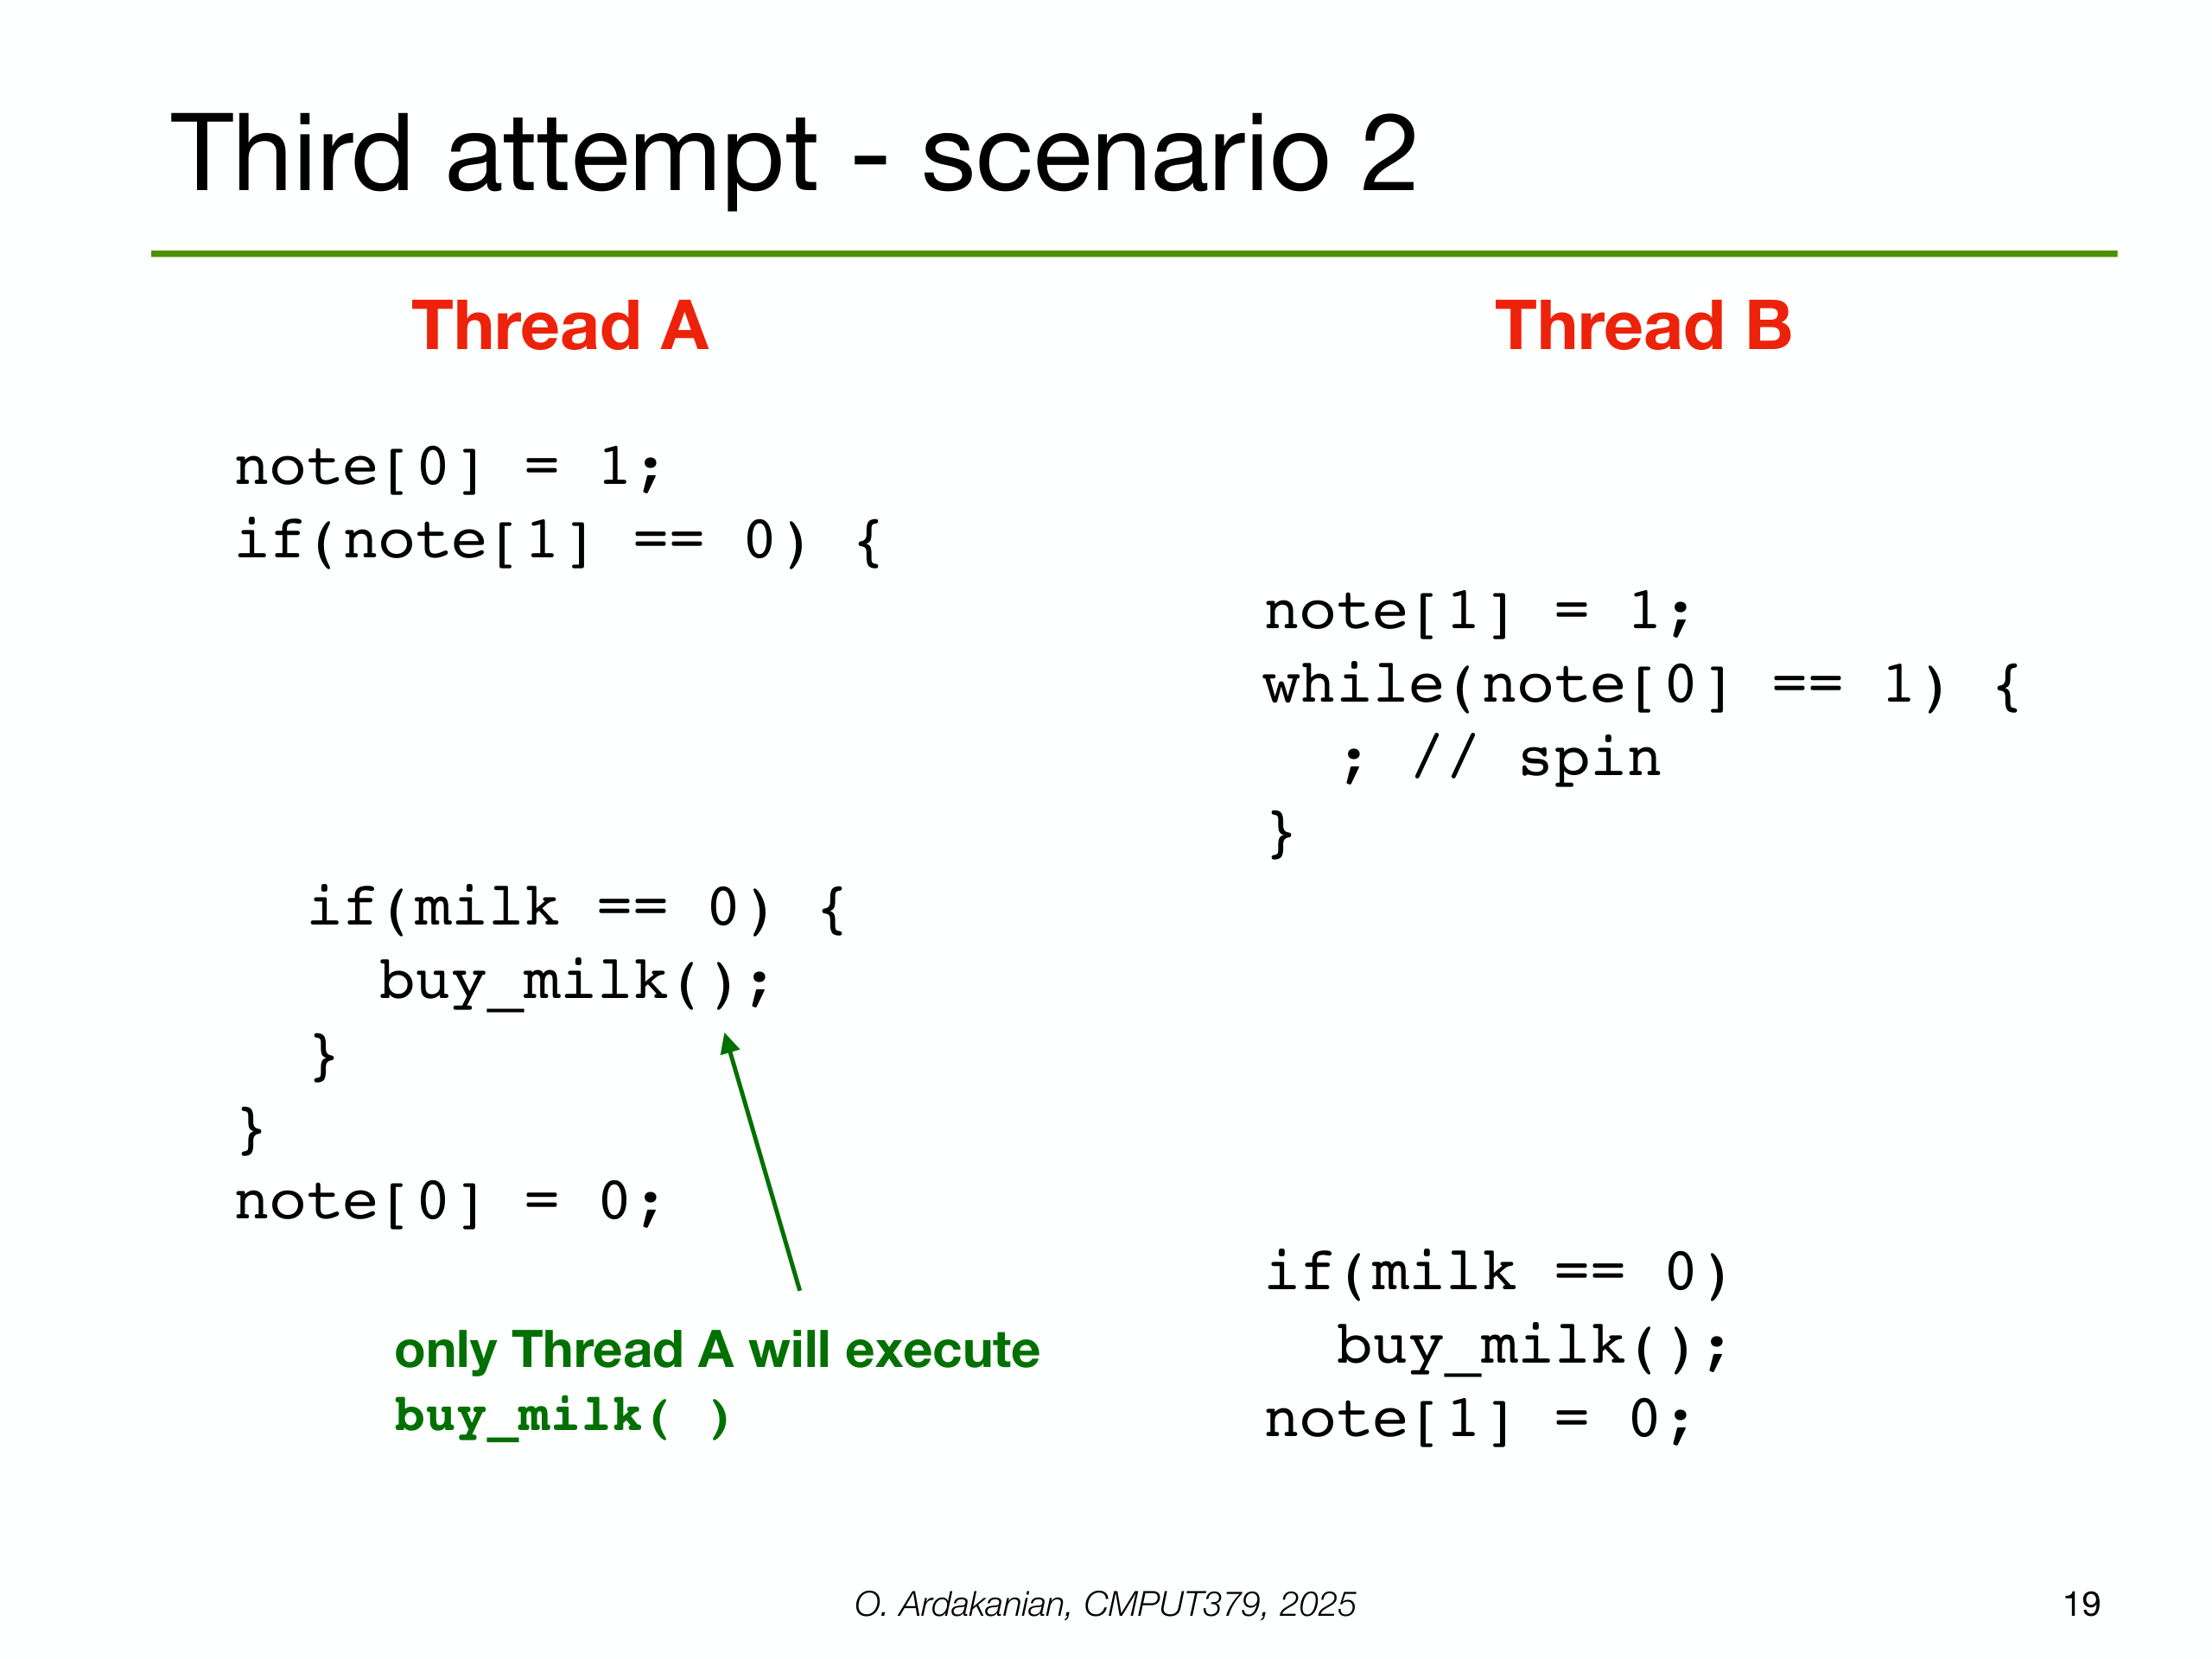 Third attempt - scenario 2
Thread A
Thread B
note[0] = 1;
if(note[1] == 0) {
note[1] = 1;
while(note[0] == 1) {
; // spin
}
if(milk == 0) {
buy_milk();
}
}
note[0] = 0;
if(milk == 0)
buy_milk();
note[1] = 0;
only Thread A will execute
buy_milk( )
O. Ardakanian, CMPUT379, 2025
19